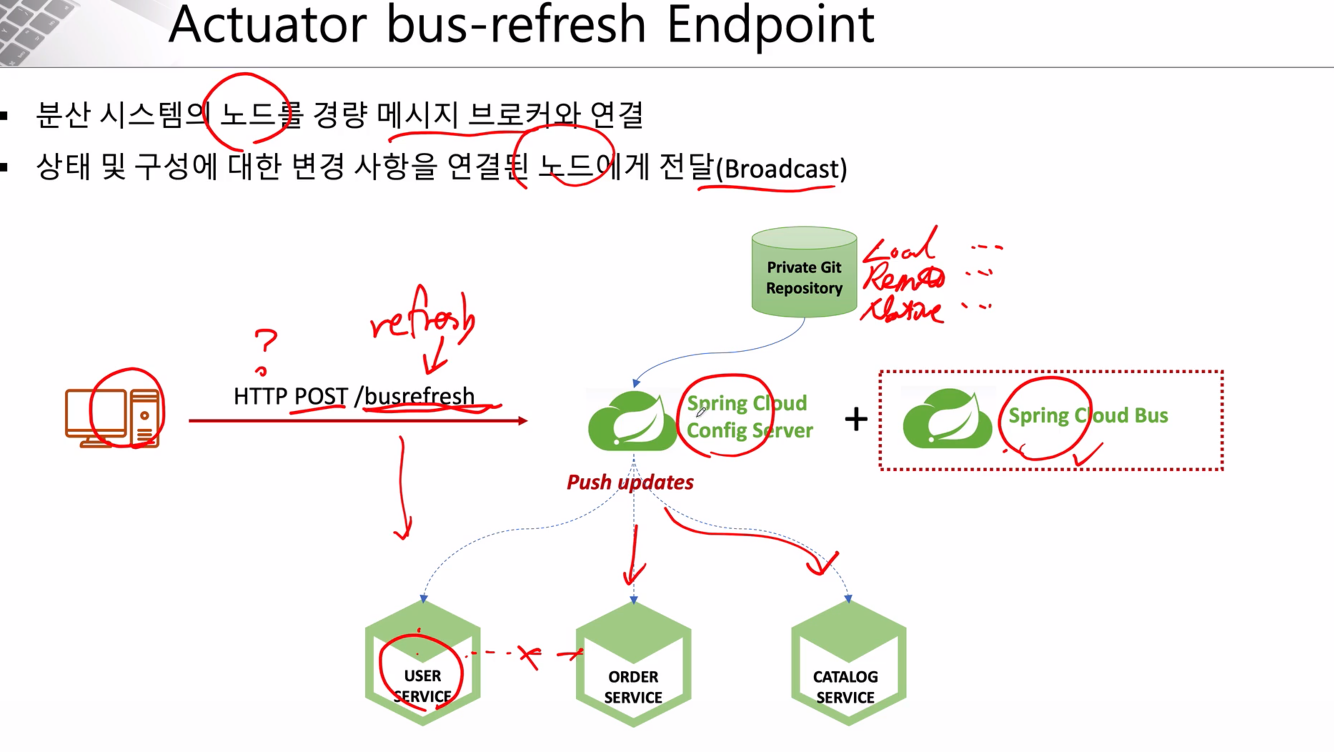 Actuator bus-refresh Endpoint
분산 시스템의 노드를 경량 메시지 브로커와 연결
상태 및 구성에 대한 변경 사항을 연결된 노드에게 전달(Broadcast)
Private Git
Repository
Local ...
Remote ...
Native ...
refresh
?
HTTP POST /busrefresh
Spring Cloud
Config Server
+
Spring Cloud Bus
Push updates
USER
SERVICE
ORDER
SERVICE
CATALOG
SERVICE